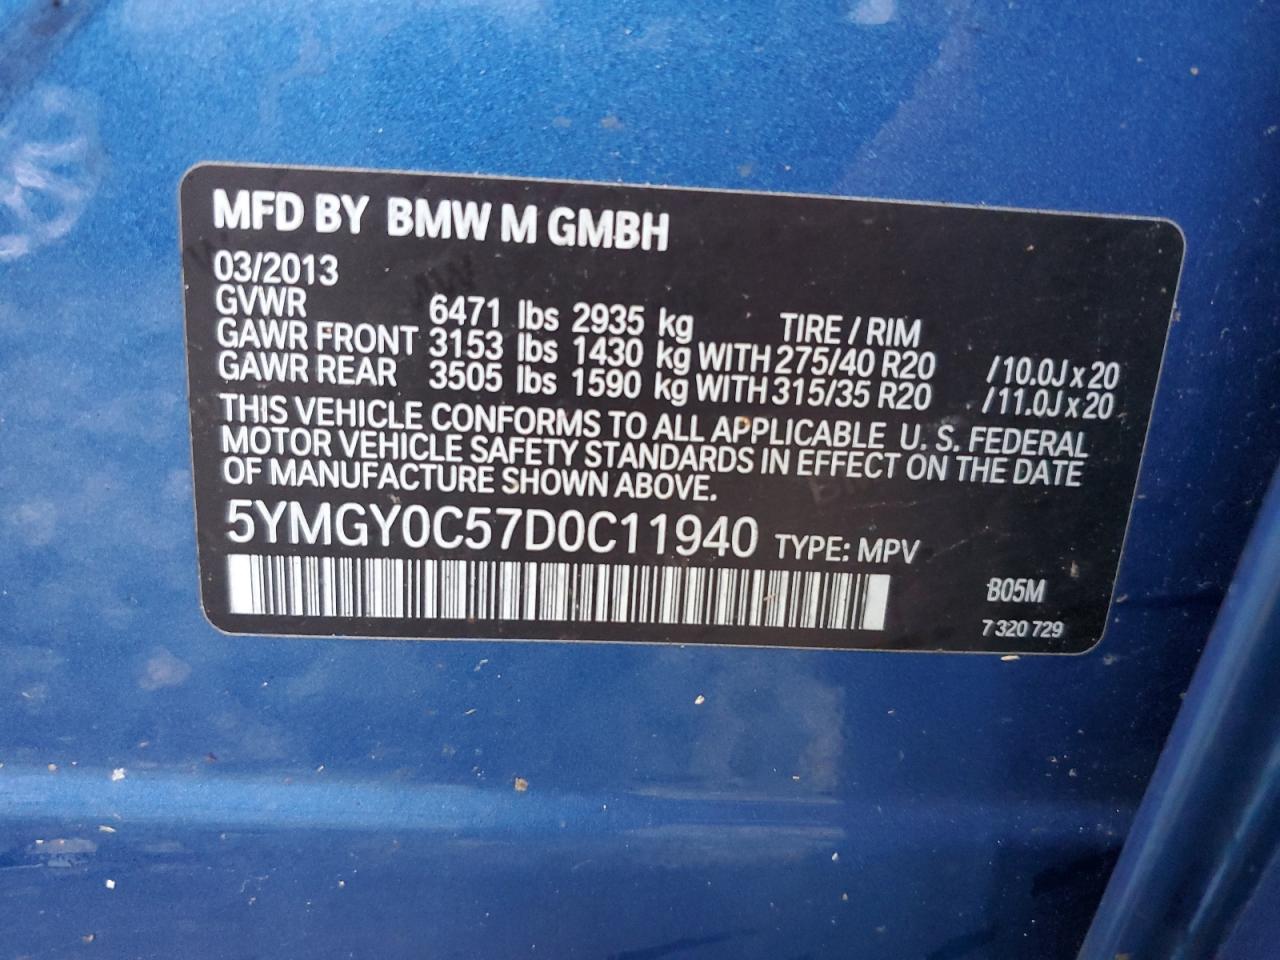 MFD BY BMW M GMBH
03/2013
GVWR 6471 lbs 2935 kg TIRE / RIM
GAWR FRONT 3153 lbs 1430 kg WITH 275/40 R20 /10.0J x 20
GAWR REAR 3505 lbs 1590 kg WITH 315/35 R20 /11.0J x 20
THIS VEHICLE CONFORMS TO ALL APPLICABLE U. S. FEDERAL
MOTOR VEHICLE SAFETY STANDARDS IN EFFECT ON THE DATE
OF MANUFACTURE SHOWN ABOVE.
5YMGY0C57D0C11940 TYPE: MPV
B05M
7 320 729